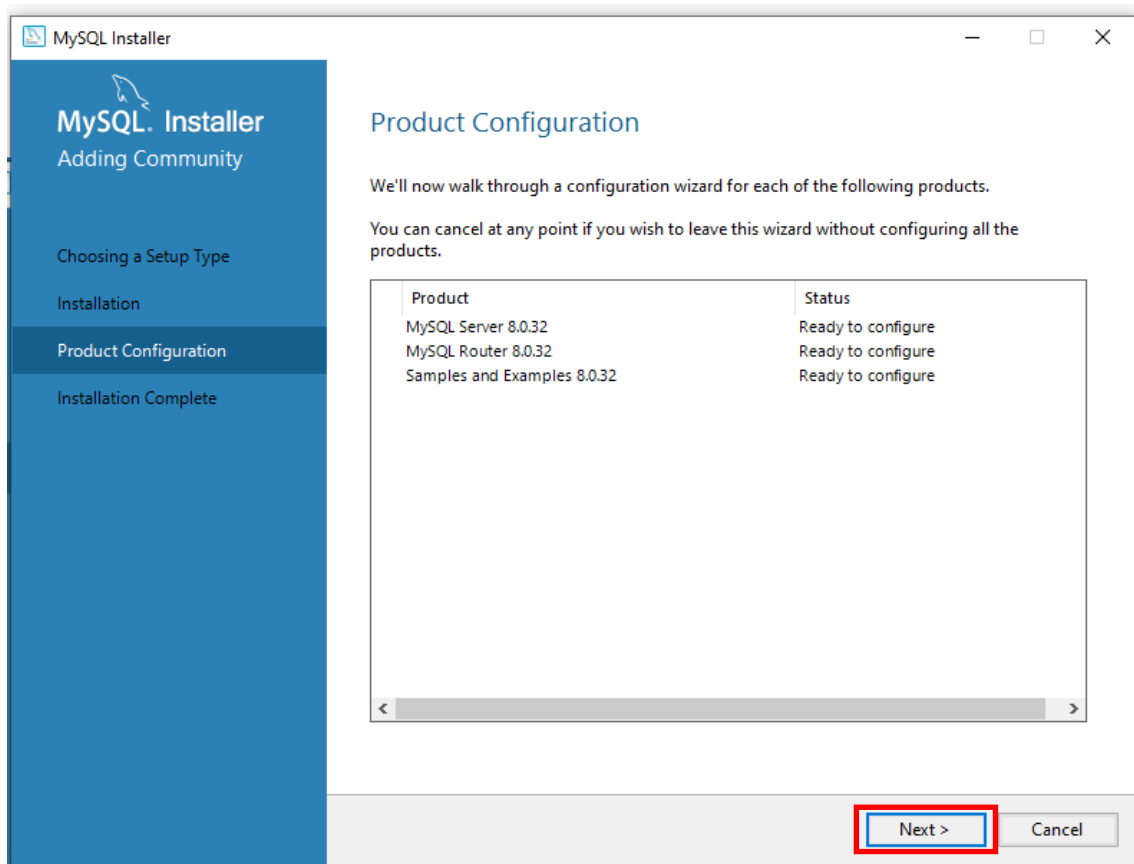 MySQL Installer
MySQL. Installer
Adding Community
Choosing a Setup Type
Installation
Product Configuration
Installation Complete
Product Configuration
We'll now walk through a configuration wizard for each of the following products.
You can cancel at any point if you wish to leave this wizard without configuring all the
products.
Product Status
MySQL Server 8.0.32 Ready to configure
MySQL Router 8.0.32 Ready to configure
Samples and Examples 8.0.32 Ready to configure
Next > Cancel